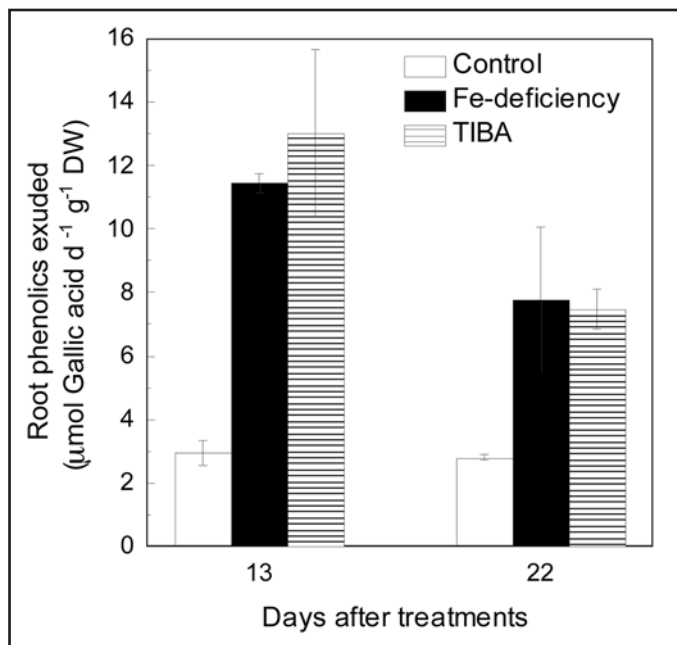 16
14
12
10
8
6
4
2
0
Root phenolics exuded
(μmol Gallic acid d ⁻¹ g⁻¹ DW)
Control
Fe-deficiency
TIBA
13 22
Days after treatments